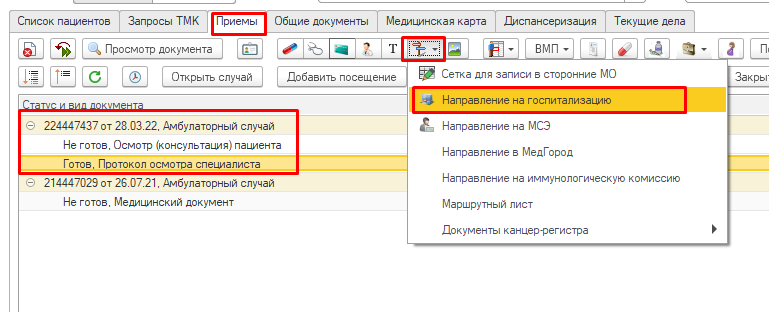 Список пациентов Запросы ТМК Приемы Общие документы Медицинская карта Диспансеризация Текущие дела
Просмотр документа Т ВМП
Открыть случай Добавить посещение Закры
Статус и вид документа
224447437 от 28.03.22, Амбулаторный случай
Не готов, Осмотр (консультация) пациента
Готов, Протокол осмотра специалиста
214447029 от 26.07.21, Амбулаторный случай
Не готов, Медицинский документ
Сетка для записи в сторонние МО
Направление на госпитализацию
Направление на МСЭ
Направление в МедГород
Направление на иммунологическую комиссию
Маршрутный лист
Документы канцер-регистра